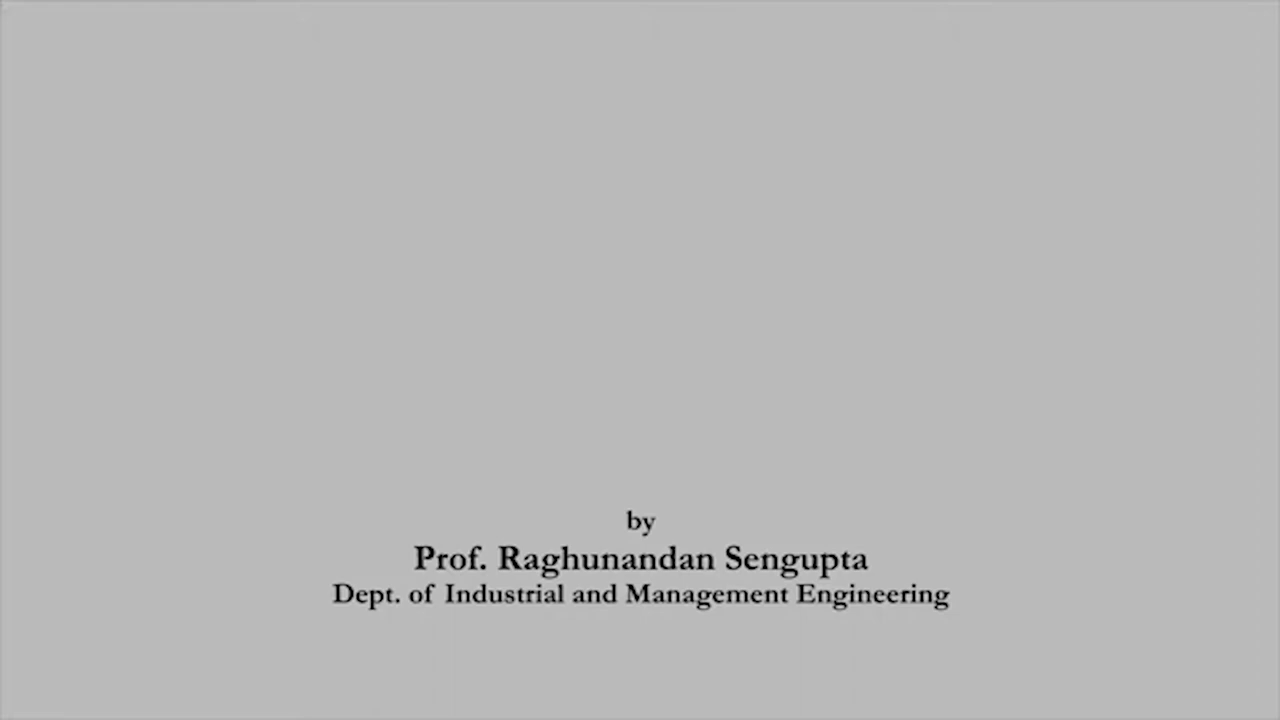 by
Prof. Raghunandan Sengupta
Dept. of Industrial and Management Engineering